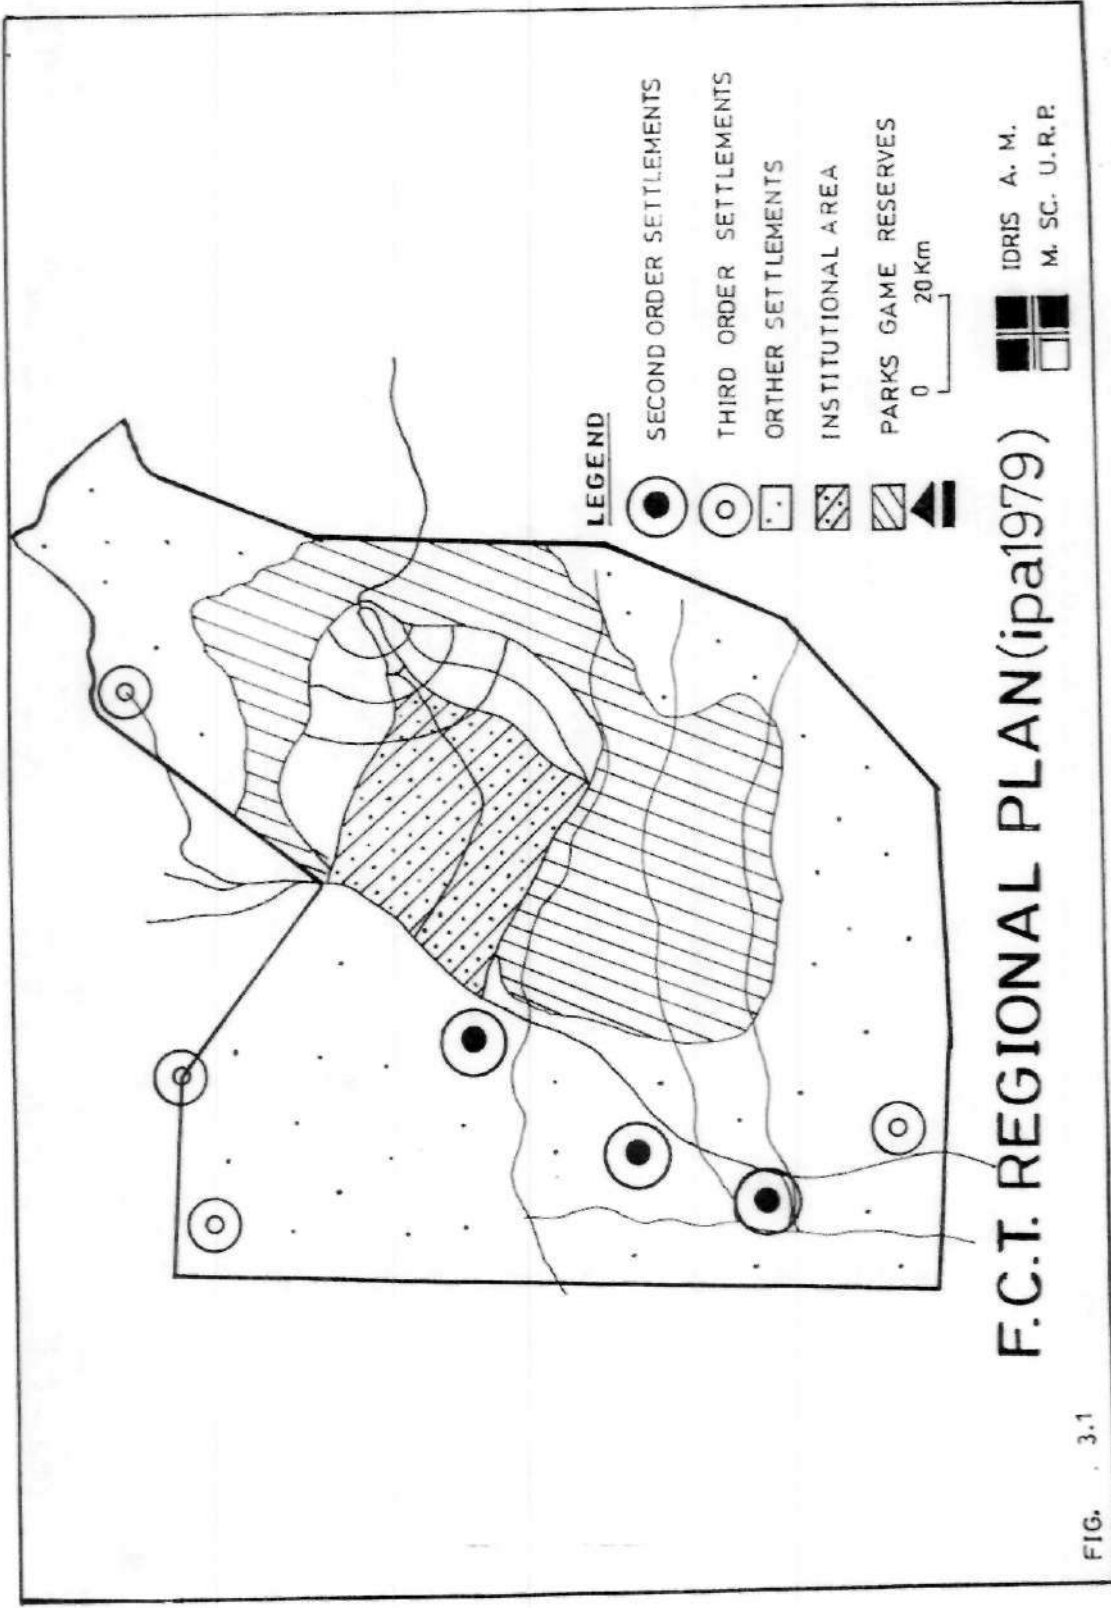 LEGEND
SECOND ORDER SETTLEMENTS
THIRD ORDER SETTLEMENTS
ORTHER SETTLEMENTS
INSTITUTIONAL AREA
PARKS GAME RESERVES
0 20Km
F.C.T. REGIONAL PLAN(ipa1979)
IDRIS A. M.
M. SC. U.R.P.
FIG. 3.1